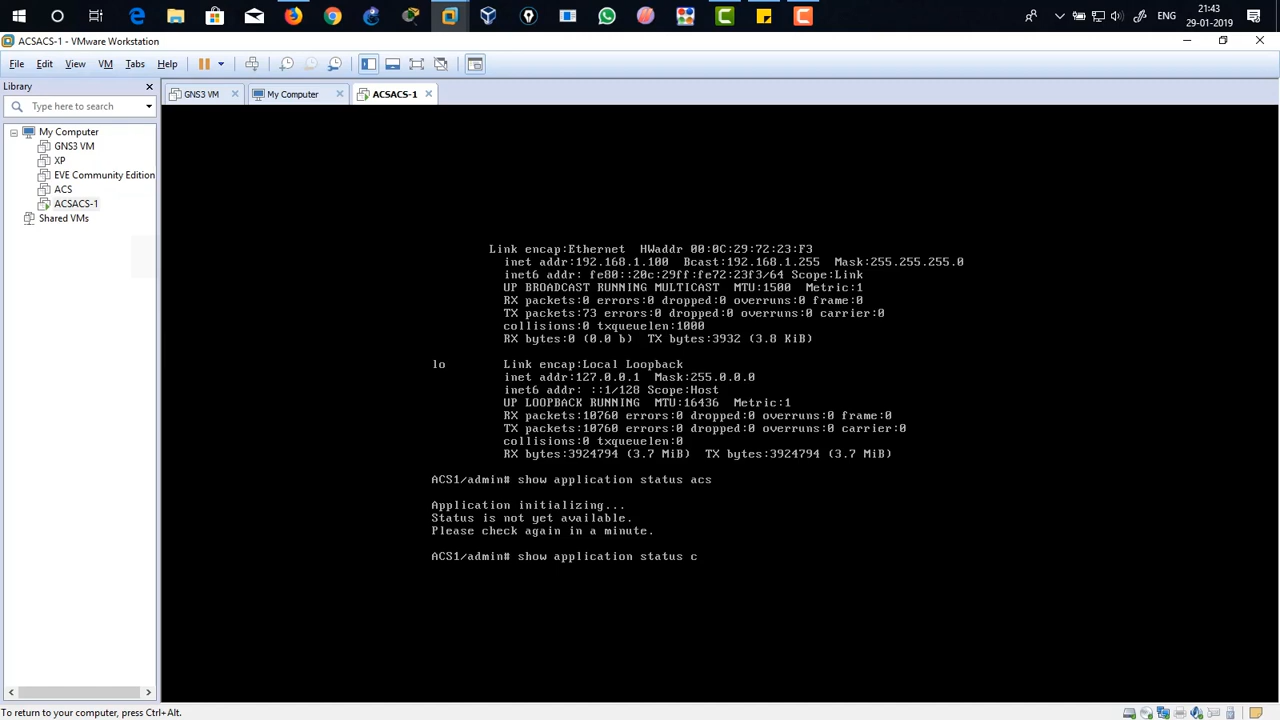 ENG
21:43
29-01-2019
ACSACS-1 - VMware Workstation
File Edit View VM Tabs Help
Library
Type here to search
My Computer
GNS3 VM
XP
EVE Community Edition
ACS
ACSACS-1
Shared VMs
GNS3 VM
My Computer
ACSACS-1
Link encap:Ethernet HWaddr 00:0C:29:72:23:F3
inet addr:192.168.1.100 Bcast:192.168.1.255 Mask:255.255.255.0
inet6 addr: fe80::20c:29ff:fe72:23f3/64 Scope:Link
UP BROADCAST RUNNING MULTICAST MTU:1500 Metric:1
RX packets:0 errors:0 dropped:0 overruns:0 frame:0
TX packets:73 errors:0 dropped:0 overruns:0 carrier:0
collisions:0 txqueuelen:1000
RX bytes:0 (0.0 b) TX bytes:3932 (3.8 KiB)
lo Link encap:Local Loopback
inet addr:127.0.0.1 Mask:255.0.0.0
inet6 addr: ::1/128 Scope:Host
UP LOOPBACK RUNNING MTU:16436 Metric:1
RX packets:10760 errors:0 dropped:0 overruns:0 frame:0
TX packets:10760 errors:0 dropped:0 overruns:0 carrier:0
collisions:0 txqueuelen:0
RX bytes:3924794 (3.7 MiB) TX bytes:3924794 (3.7 MiB)
ACS1/admin# show application status acs
Application initializing...
Status is not yet available.
Please check again in a minute.
ACS1/admin# show application status c
To return to your computer, press Ctrl+Alt.